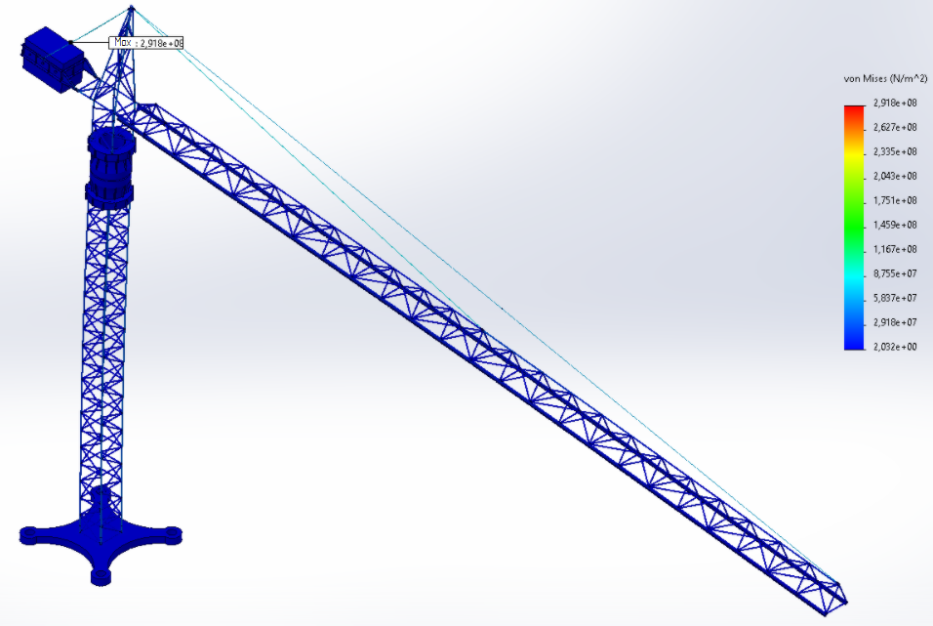 Max : 2,918e+08
von Mises (N/m^2)
2,918e+08
2,627e+08
2,335e+08
2,043e+08
1,751e+08
1,459e+08
1,167e+08
8,755e+07
5,837e+07
2,918e+07
2,032e+00